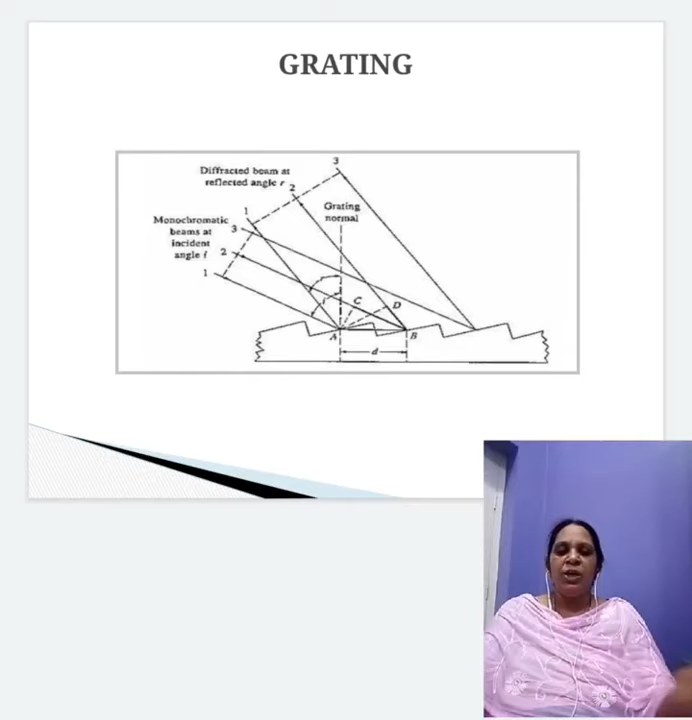 GRATING
Diffracted beam at
reflected angle r
3
2
Grating
normal
1
Monochromatic
beams at
incident
angle i
3
2
1
r
i
C
D
A
B
d